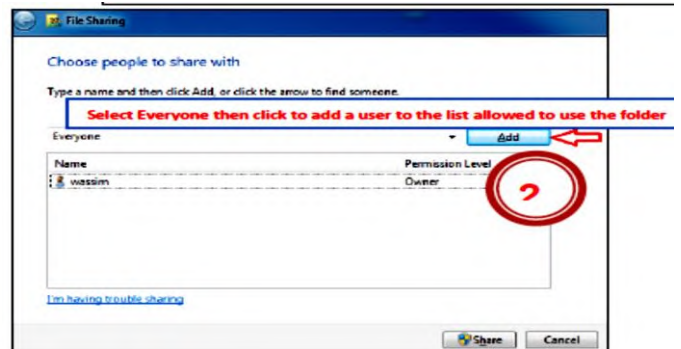 File Sharing
Choose people to share with
Type a name and then click Add, or click the arrow to find someone.
Select Everyone then click to add a user to the list allowed to use the folder
Everyone
Add
Name Permission Level
wassim Owner
2
I'm having trouble sharing
Share Cancel